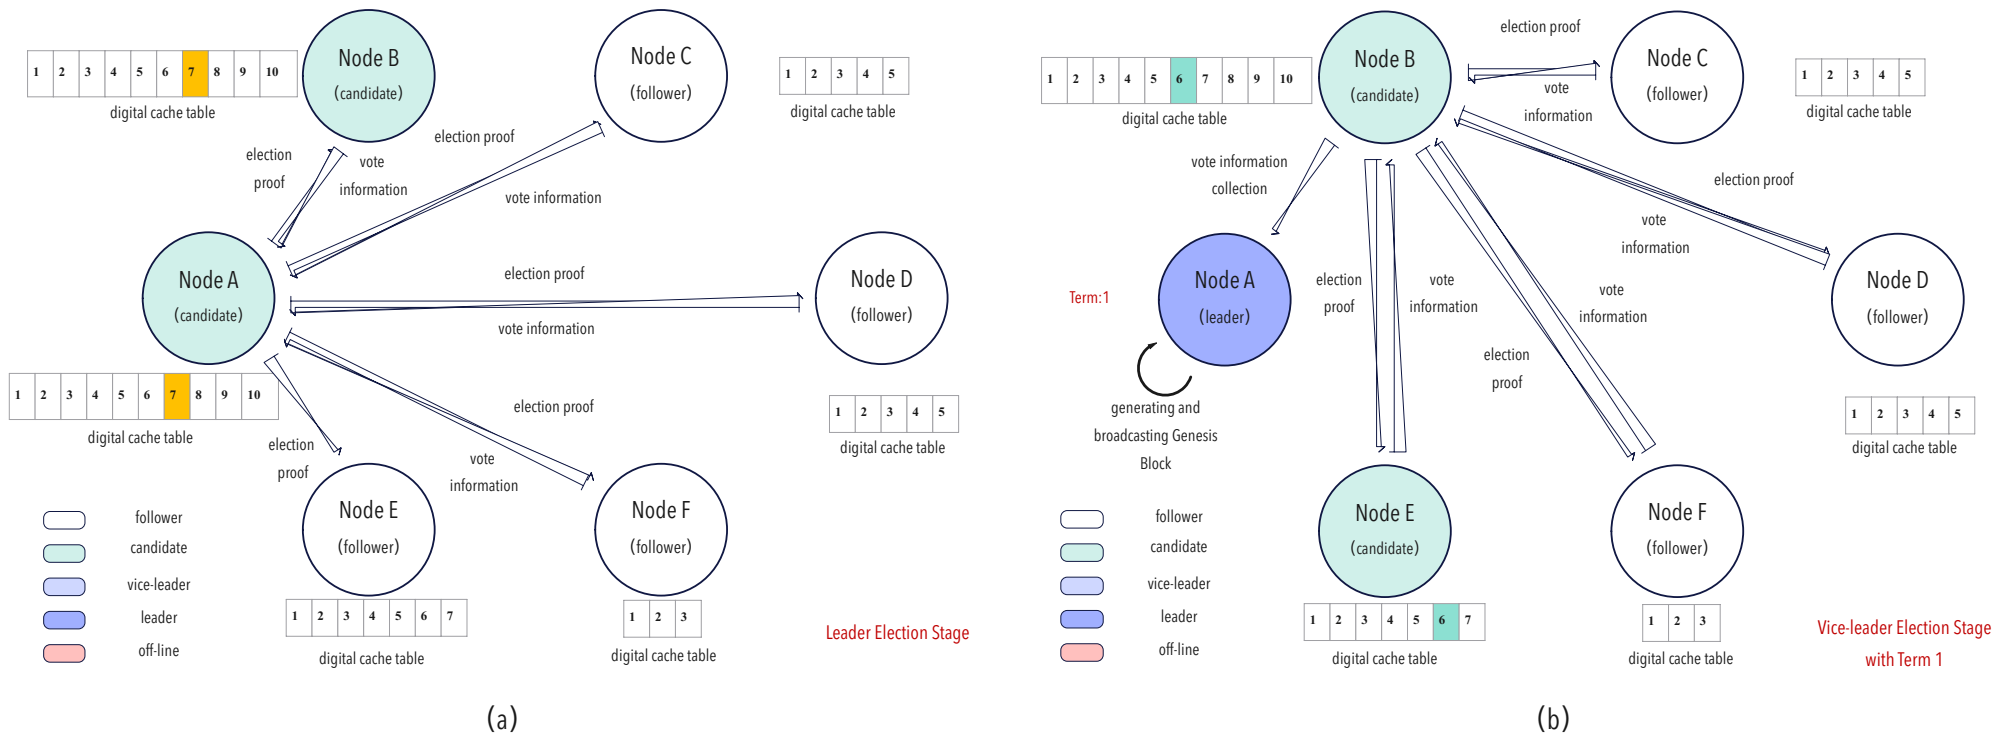 Node B
(candidate)
1 2 3 4 5 6 7 8 9 10
digital cache table
Node C
(follower)
1 2 3 4 5
digital cache table
election proof
election
proof
vote
information
vote information
Node A
(candidate)
1 2 3 4 5 6 7 8 9 10
digital cache table
election proof
vote information
Node D
(follower)
1 2 3 4 5
digital cache table
election proof
election
proof
vote
information
Node E
(follower)
1 2 3 4 5 6 7
digital cache table
Node F
(follower)
1 2 3
digital cache table
follower
candidate
vice-leader
leader
off-line
Leader Election Stage
(a)
Node B
(candidate)
1 2 3 4 5 6 7 8 9 10
digital cache table
election proof
vote
information
Node C
(follower)
1 2 3 4 5
digital cache table
vote information
collection
election proof
vote
information
Term:1
Node A
(leader)
generating and
broadcasting Genesis
Block
election
proof
vote
information
vote
information
election
proof
Node D
(follower)
1 2 3 4 5
digital cache table
Node E
(candidate)
1 2 3 4 5 6 7
digital cache table
Node F
(follower)
1 2 3
digital cache table
follower
candidate
vice-leader
leader
off-line
Vice-leader Election Stage
with Term 1
(b)